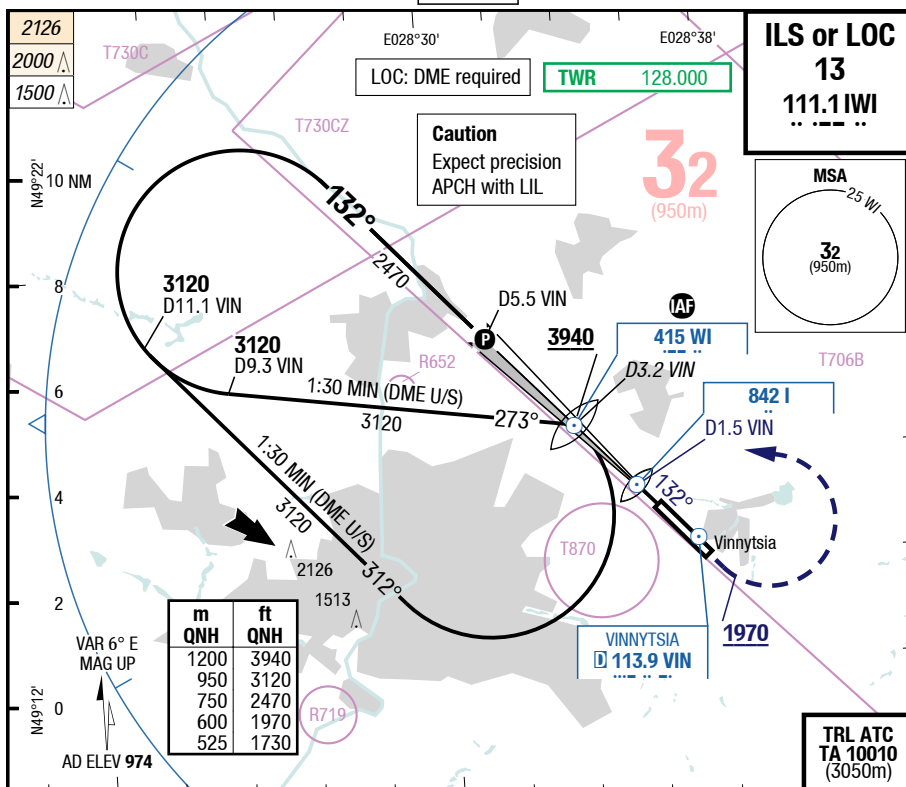 2126
2000
1500
T730C
E028°30'
E028°38'
ILS or LOC
13
111.1 IWI
LOC: DME required
TWR 128.000
T730CZ
Caution
Expect precision
APCH with LIL
32
(950m)
MSA
25 WI
32
(950m)
N49°22'
10 NM
132°
2470
8
3120
D11.1 VIN
D5.5 VIN
P
IAF
3940
415 WI
D3.2 VIN
T706B
3120
D9.3 VIN
R652
6
1:30 MIN (DME U/S)
3120
273°
842 I
D1.5 VIN
1:30 MIN (DME U/S)
3120
312°
4
132°
Vinnytsia
T870
2126
1513
2
1970
VINNYTSIA
D 113.9 VIN
m ft
QNH QNH
1200 3940
950 3120
750 2470
600 1970
525 1730
VAR 6° E
MAG UP
R719
N49°12'
0
AD ELEV 974
TRL ATC
TA 10010
(3050m)